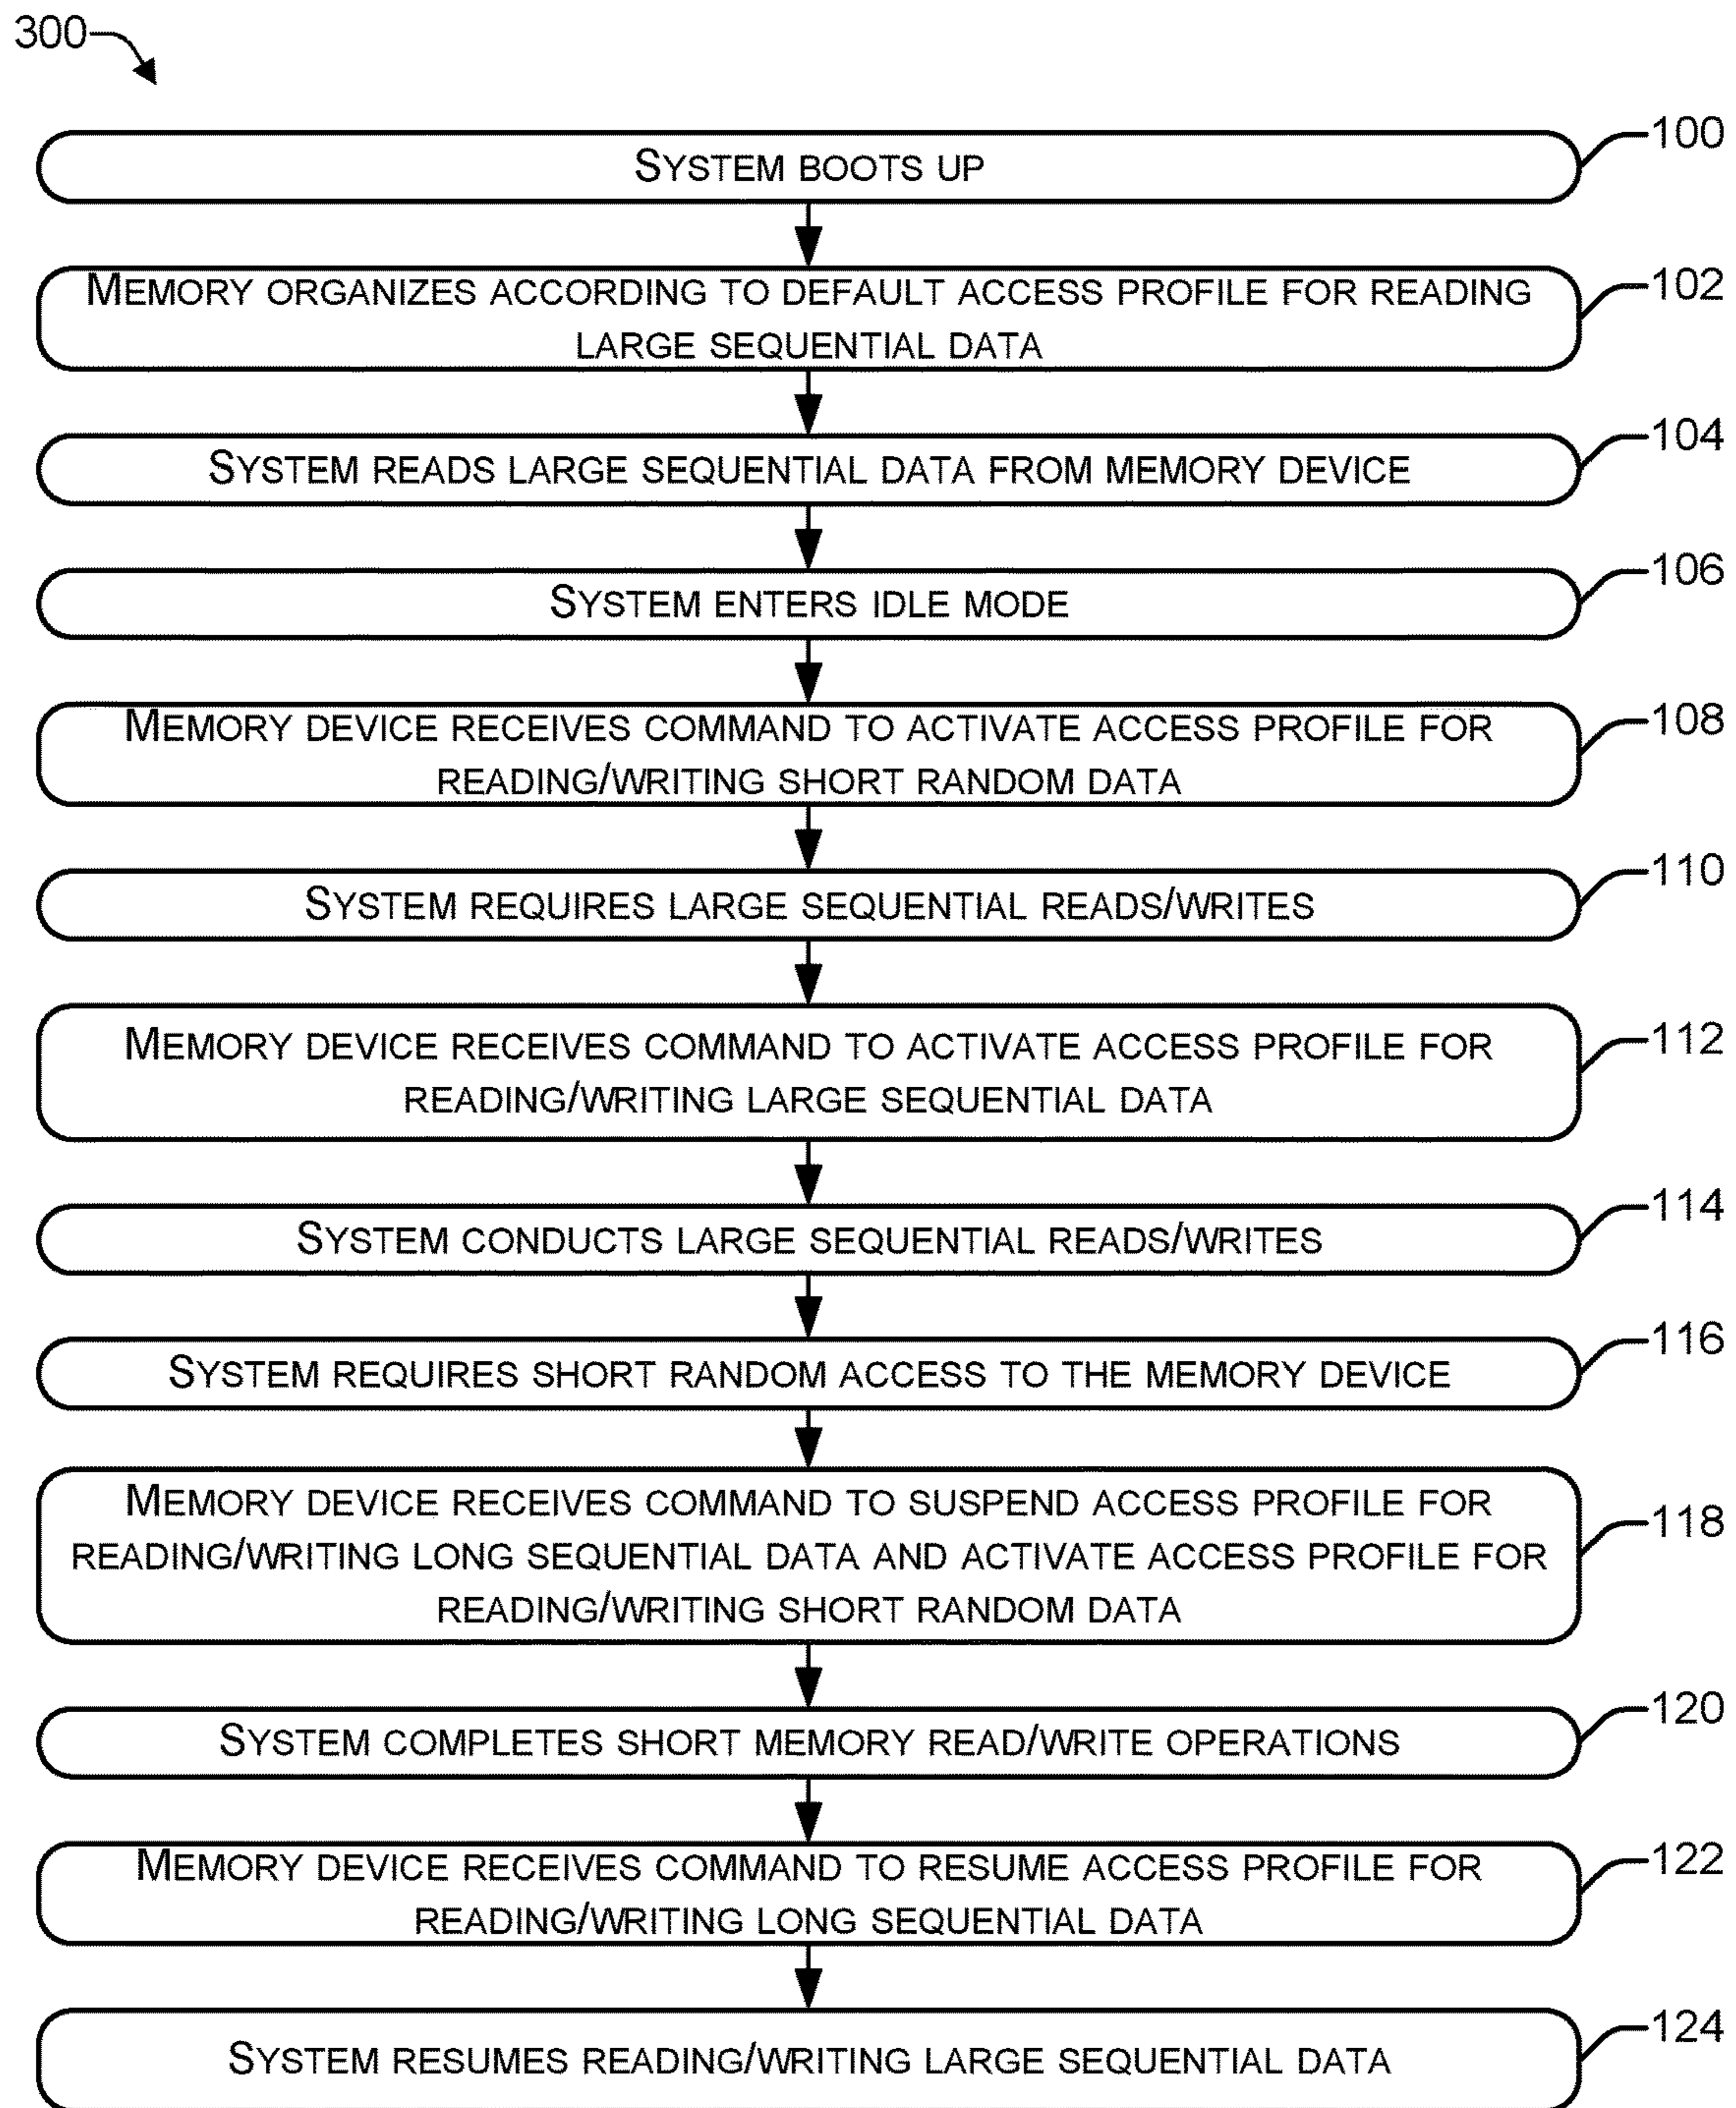 300
100
SYSTEM BOOTS UP
102
MEMORY ORGANIZES ACCORDING TO DEFAULT ACCESS PROFILE FOR READING
LARGE SEQUENTIAL DATA
104
SYSTEM READS LARGE SEQUENTIAL DATA FROM MEMORY DEVICE
106
SYSTEM ENTERS IDLE MODE
108
MEMORY DEVICE RECEIVES COMMAND TO ACTIVATE ACCESS PROFILE FOR
READING/WRITING SHORT RANDOM DATA
110
SYSTEM REQUIRES LARGE SEQUENTIAL READS/WRITES
112
MEMORY DEVICE RECEIVES COMMAND TO ACTIVATE ACCESS PROFILE FOR
READING/WRITING LARGE SEQUENTIAL DATA
114
SYSTEM CONDUCTS LARGE SEQUENTIAL READS/WRITES
116
SYSTEM REQUIRES SHORT RANDOM ACCESS TO THE MEMORY DEVICE
118
MEMORY DEVICE RECEIVES COMMAND TO SUSPEND ACCESS PROFILE FOR
READING/WRITING LONG SEQUENTIAL DATA AND ACTIVATE ACCESS PROFILE FOR
READING/WRITING SHORT RANDOM DATA
120
SYSTEM COMPLETES SHORT MEMORY READ/WRITE OPERATIONS
122
MEMORY DEVICE RECEIVES COMMAND TO RESUME ACCESS PROFILE FOR
READING/WRITING LONG SEQUENTIAL DATA
124
SYSTEM RESUMES READING/WRITING LARGE SEQUENTIAL DATA